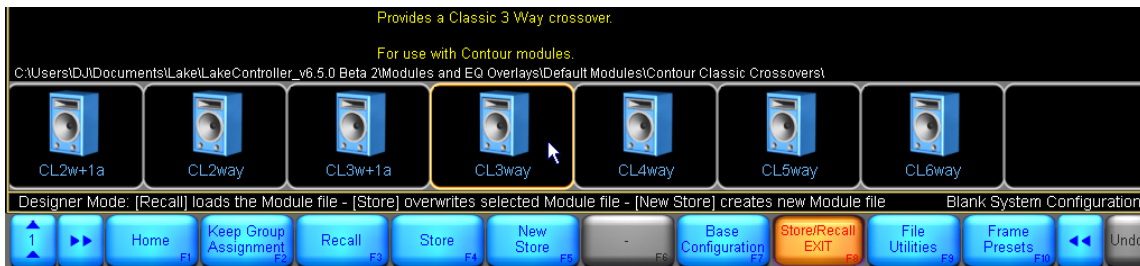 Provides a Classic 3 Way crossover.
For use with Contour modules.
C:\Users\DJ\Documents\Lake\LakeController_v6.5.0 Beta 2\Modules and EQ Overlays\Default Modules\Contour Classic Crossovers\
CL2w+1a CL2way CL3w+1a CL3way CL4way CL5way CL6way
Designer Mode: [Recall] loads the Module file - [Store] overwrites selected Module file - [New Store] creates new Module file Blank System Configuration
1 Home F1 Keep Group Assignment F2 Recall F3 Store F4 New Store F5 - F6 Base Configuration F7 Store/Recall EXIT F8 File Utilities F9 Frame Presets F10 Undo